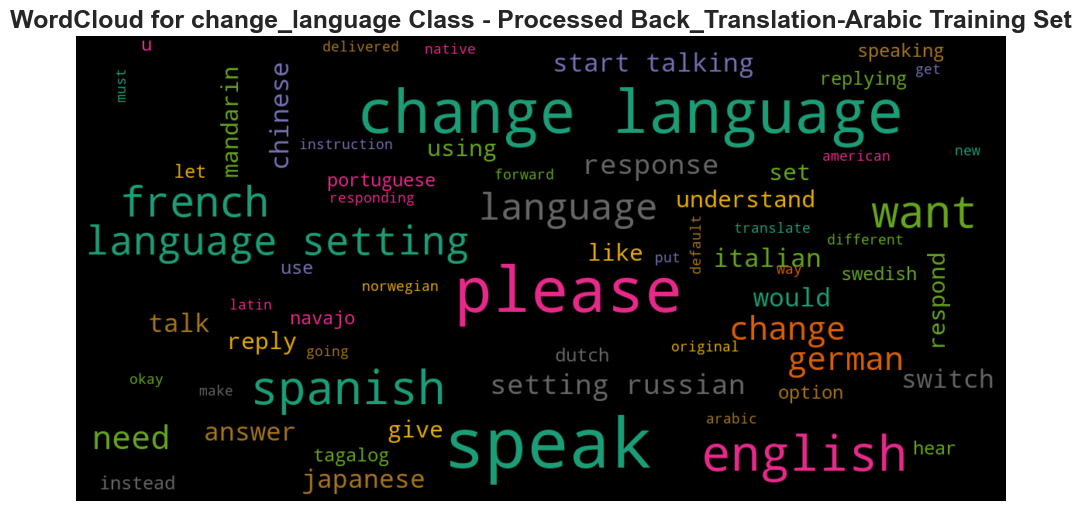 WordCloud for change_language Class - Processed Back_Translation-Arabic Training Set
u
delivered
native
speaking
must
mandarin
chinese
start talking
replying
get
change language
instruction
using
response
american
new
let
portuguese
forward
set
french
responding
language
understand
want
language setting
default
translate
different
like
put
italian
way
use
norwegian
please
swedish
respond
latin
navajo
would
talk
reply
going
dutch
original
change
german
okay
make
spanish
setting russian
option
switch
need
answer
give
speak
arabic
english
hear
tagalog
instead
japanese